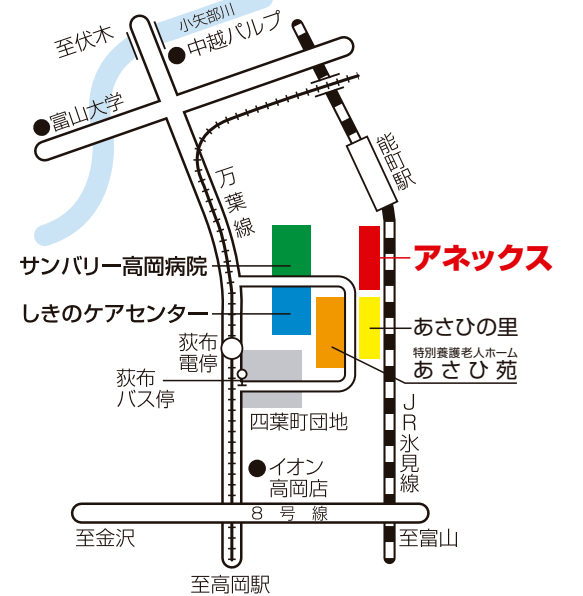 小矢部川
至伏木
中越パルプ
富山大学
能町駅
万葉線
サンバリー高岡病院
アネックス
しきのケアセンター
あさひの里
荻布
電停
特別養護老人ホーム
あさひ苑
荻布
バス停
四葉町団地
JR氷見線
イオン
高岡店
8号線
至金沢
至富山
至高岡駅